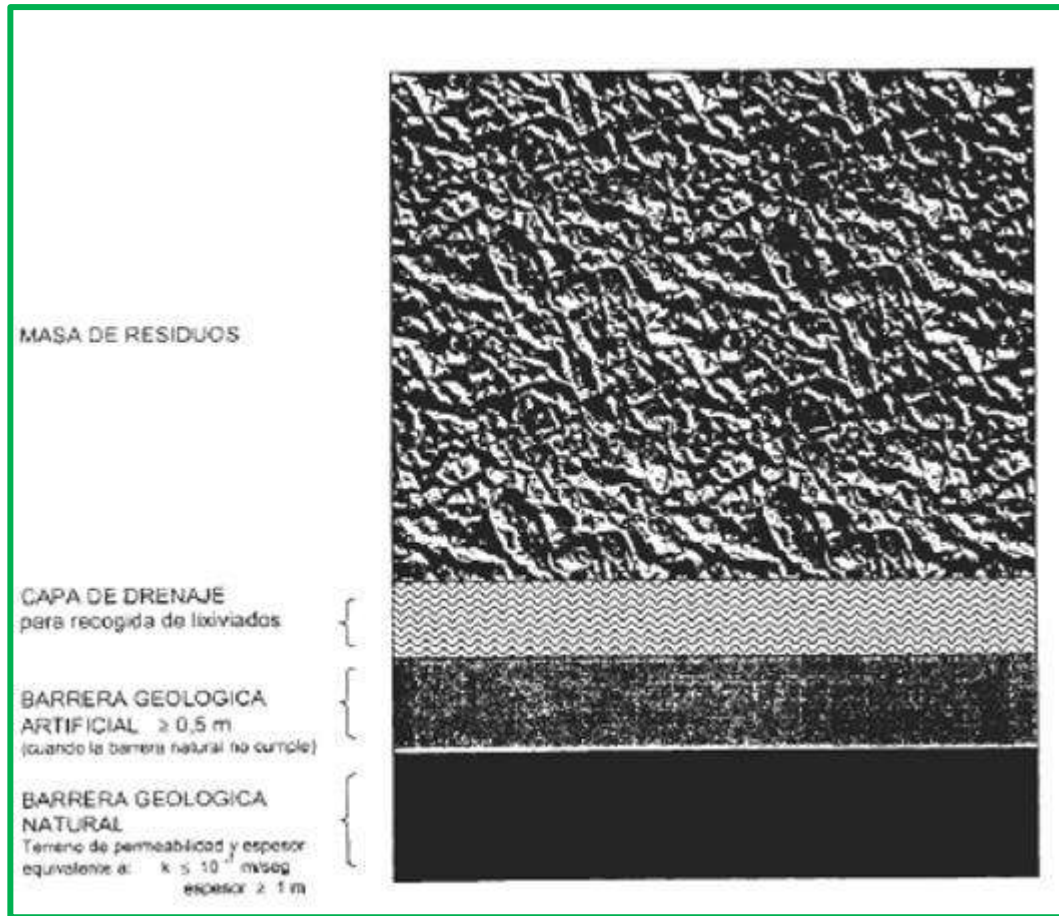 MASA DE RESIDUOS
CAPA DE DRENAJE
para recogida de lixiviados
BARRERA GEOLOGICA
ARTIFICIAL ≥ 0,5 m
(cuando la barrera natural no cumple)
BARRERA GEOLOGICA
NATURAL
Terreno de permeabilidad y espesor
equivalente a: k ≤ 10 m/seg
espesor ≥ 1 m